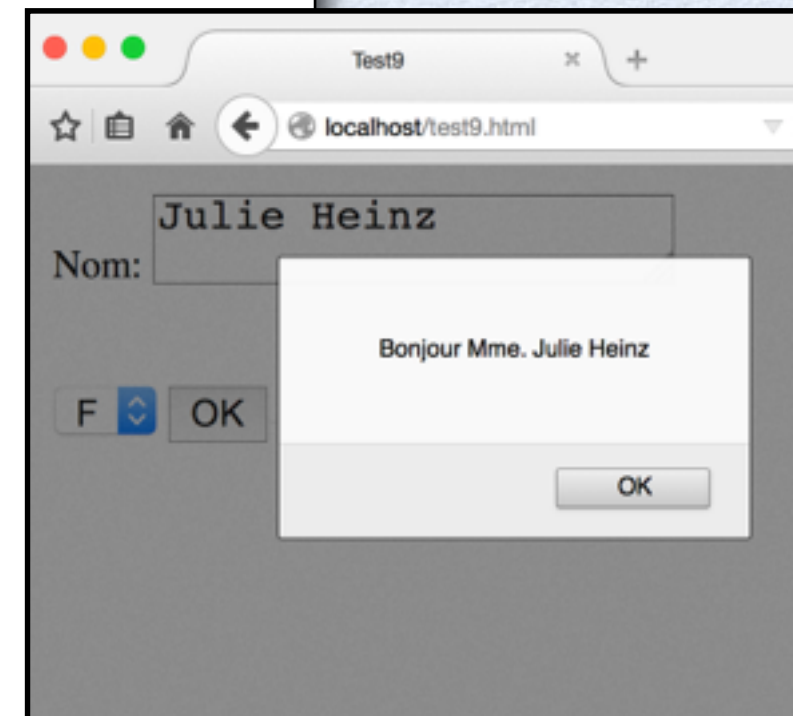 Test9
localhost/test9.html
Julie Heinz
Nom:
Bonjour Mme. Julie Heinz
F OK
OK